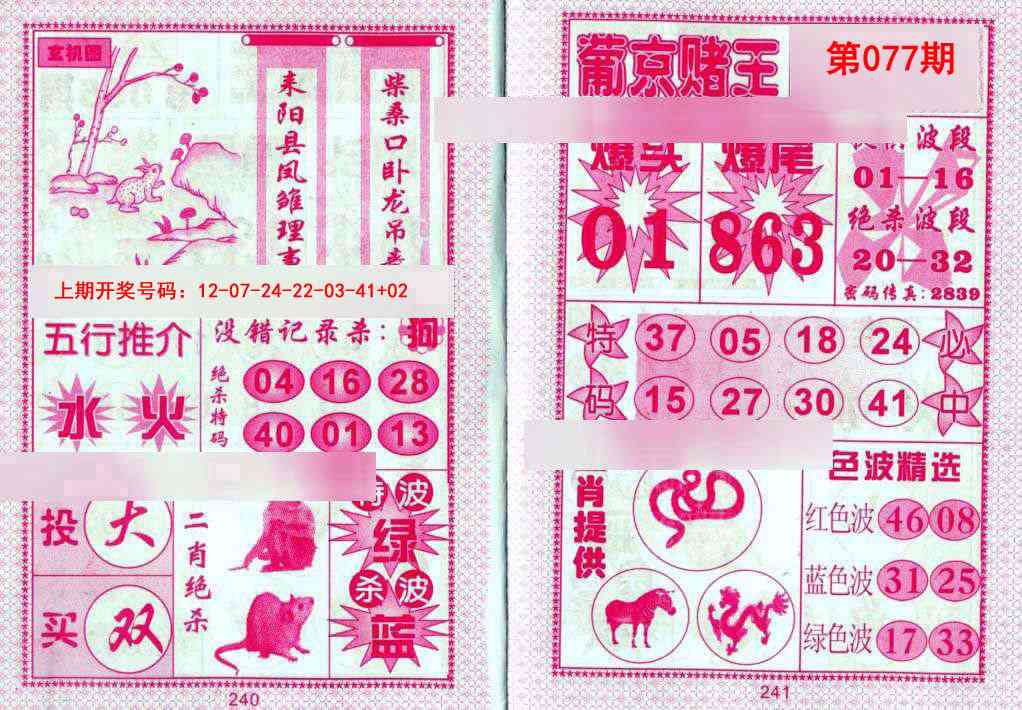 玄机图
耒阳县凤雏理事
柴桑口卧龙吊
上期开奖号码：12-07-24-22-03-41+02
五行推介
水 火
没错记录杀：狗
绝杀特码
04 16 28
40 01 13
投 大
买 双
二肖绝杀
特波
绿
杀波
蓝
240
葡京赌王
第077期
爆头 爆尾
01 863
波段
01—16
绝杀波段
20—32
密码传真:2839
特码
37 05 18 24
15 27 30 41
必中
肖提供
色波精选
红色波 46 08
蓝色波 31 25
绿色波 17 33
241